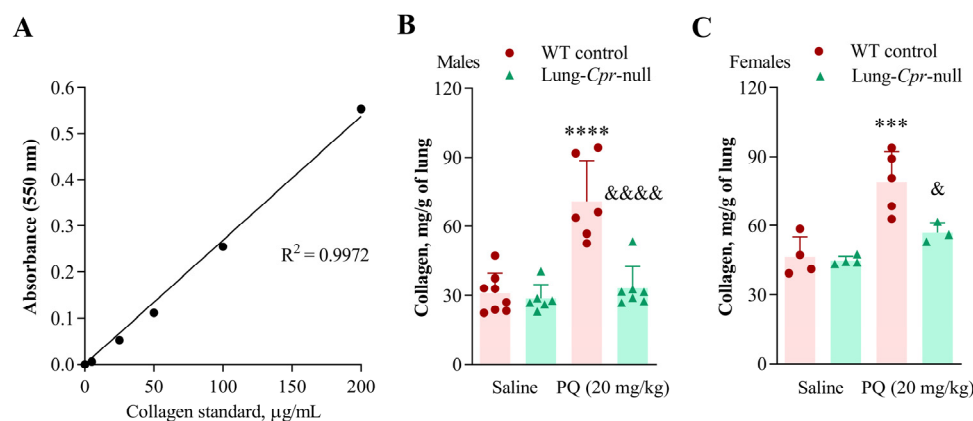 A
Absorbance (550 nm)
0.6
0.5
0.4
0.3
0.2
0.1
0.0
R² = 0.9972
0
50
100
150
200
Collagen standard, μg/mL
B
Males
WT control
Lung-Cpr-null
Collagen, mg/g of lung
120
90
60
30
0
****
&&&&
Saline
PQ (20 mg/kg)
C
Females
WT control
Lung-Cpr-null
Collagen, mg/g of lung
120
90
60
30
0
***
&
Saline
PQ (20 mg/kg)